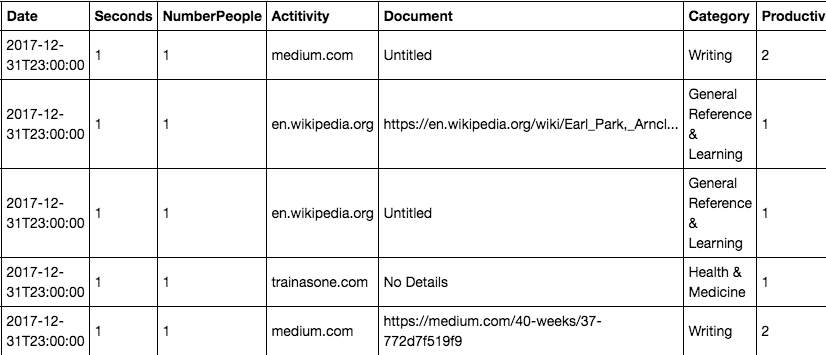 Date Seconds NumberPeople Actitivity Document Category Productiv
2017-12-
31T23:00:00 1 1 medium.com Untitled Writing 2
2017-12-
31T23:00:00 1 1 en.wikipedia.org https://en.wikipedia.org/wiki/Earl_Park,_Arncl... General
Reference
&
Learning 1
2017-12-
31T23:00:00 1 1 en.wikipedia.org Untitled General
Reference
&
Learning 1
2017-12-
31T23:00:00 1 1 trainasone.com No Details Health &
Medicine 1
2017-12-
31T23:00:00 1 1 medium.com https://medium.com/40-weeks/37-
772d7f519f9 Writing 2